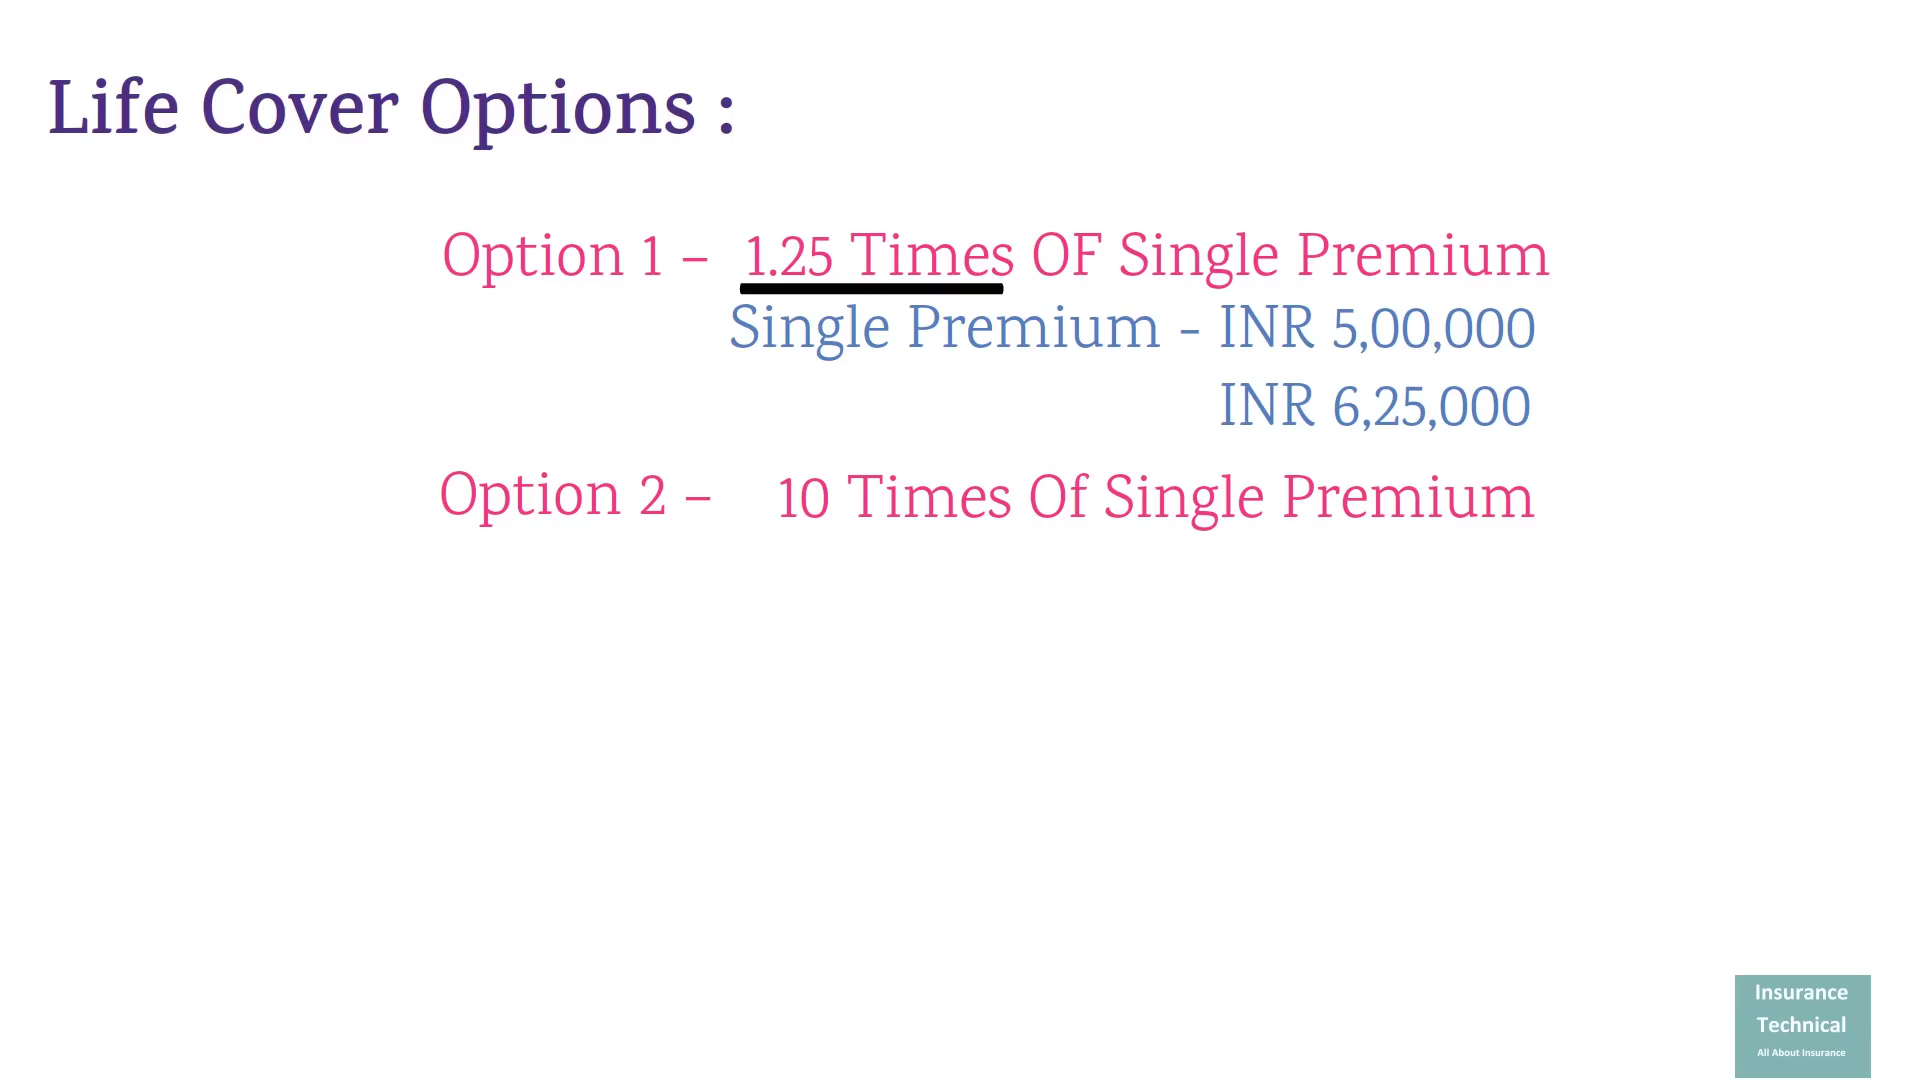 Life Cover Options :
Option 1 – 1.25 Times OF Single Premium
Single Premium - INR 5,00,000
INR 6,25,000
Option 2 – 10 Times Of Single Premium
Insurance
Technical
All About Insurance